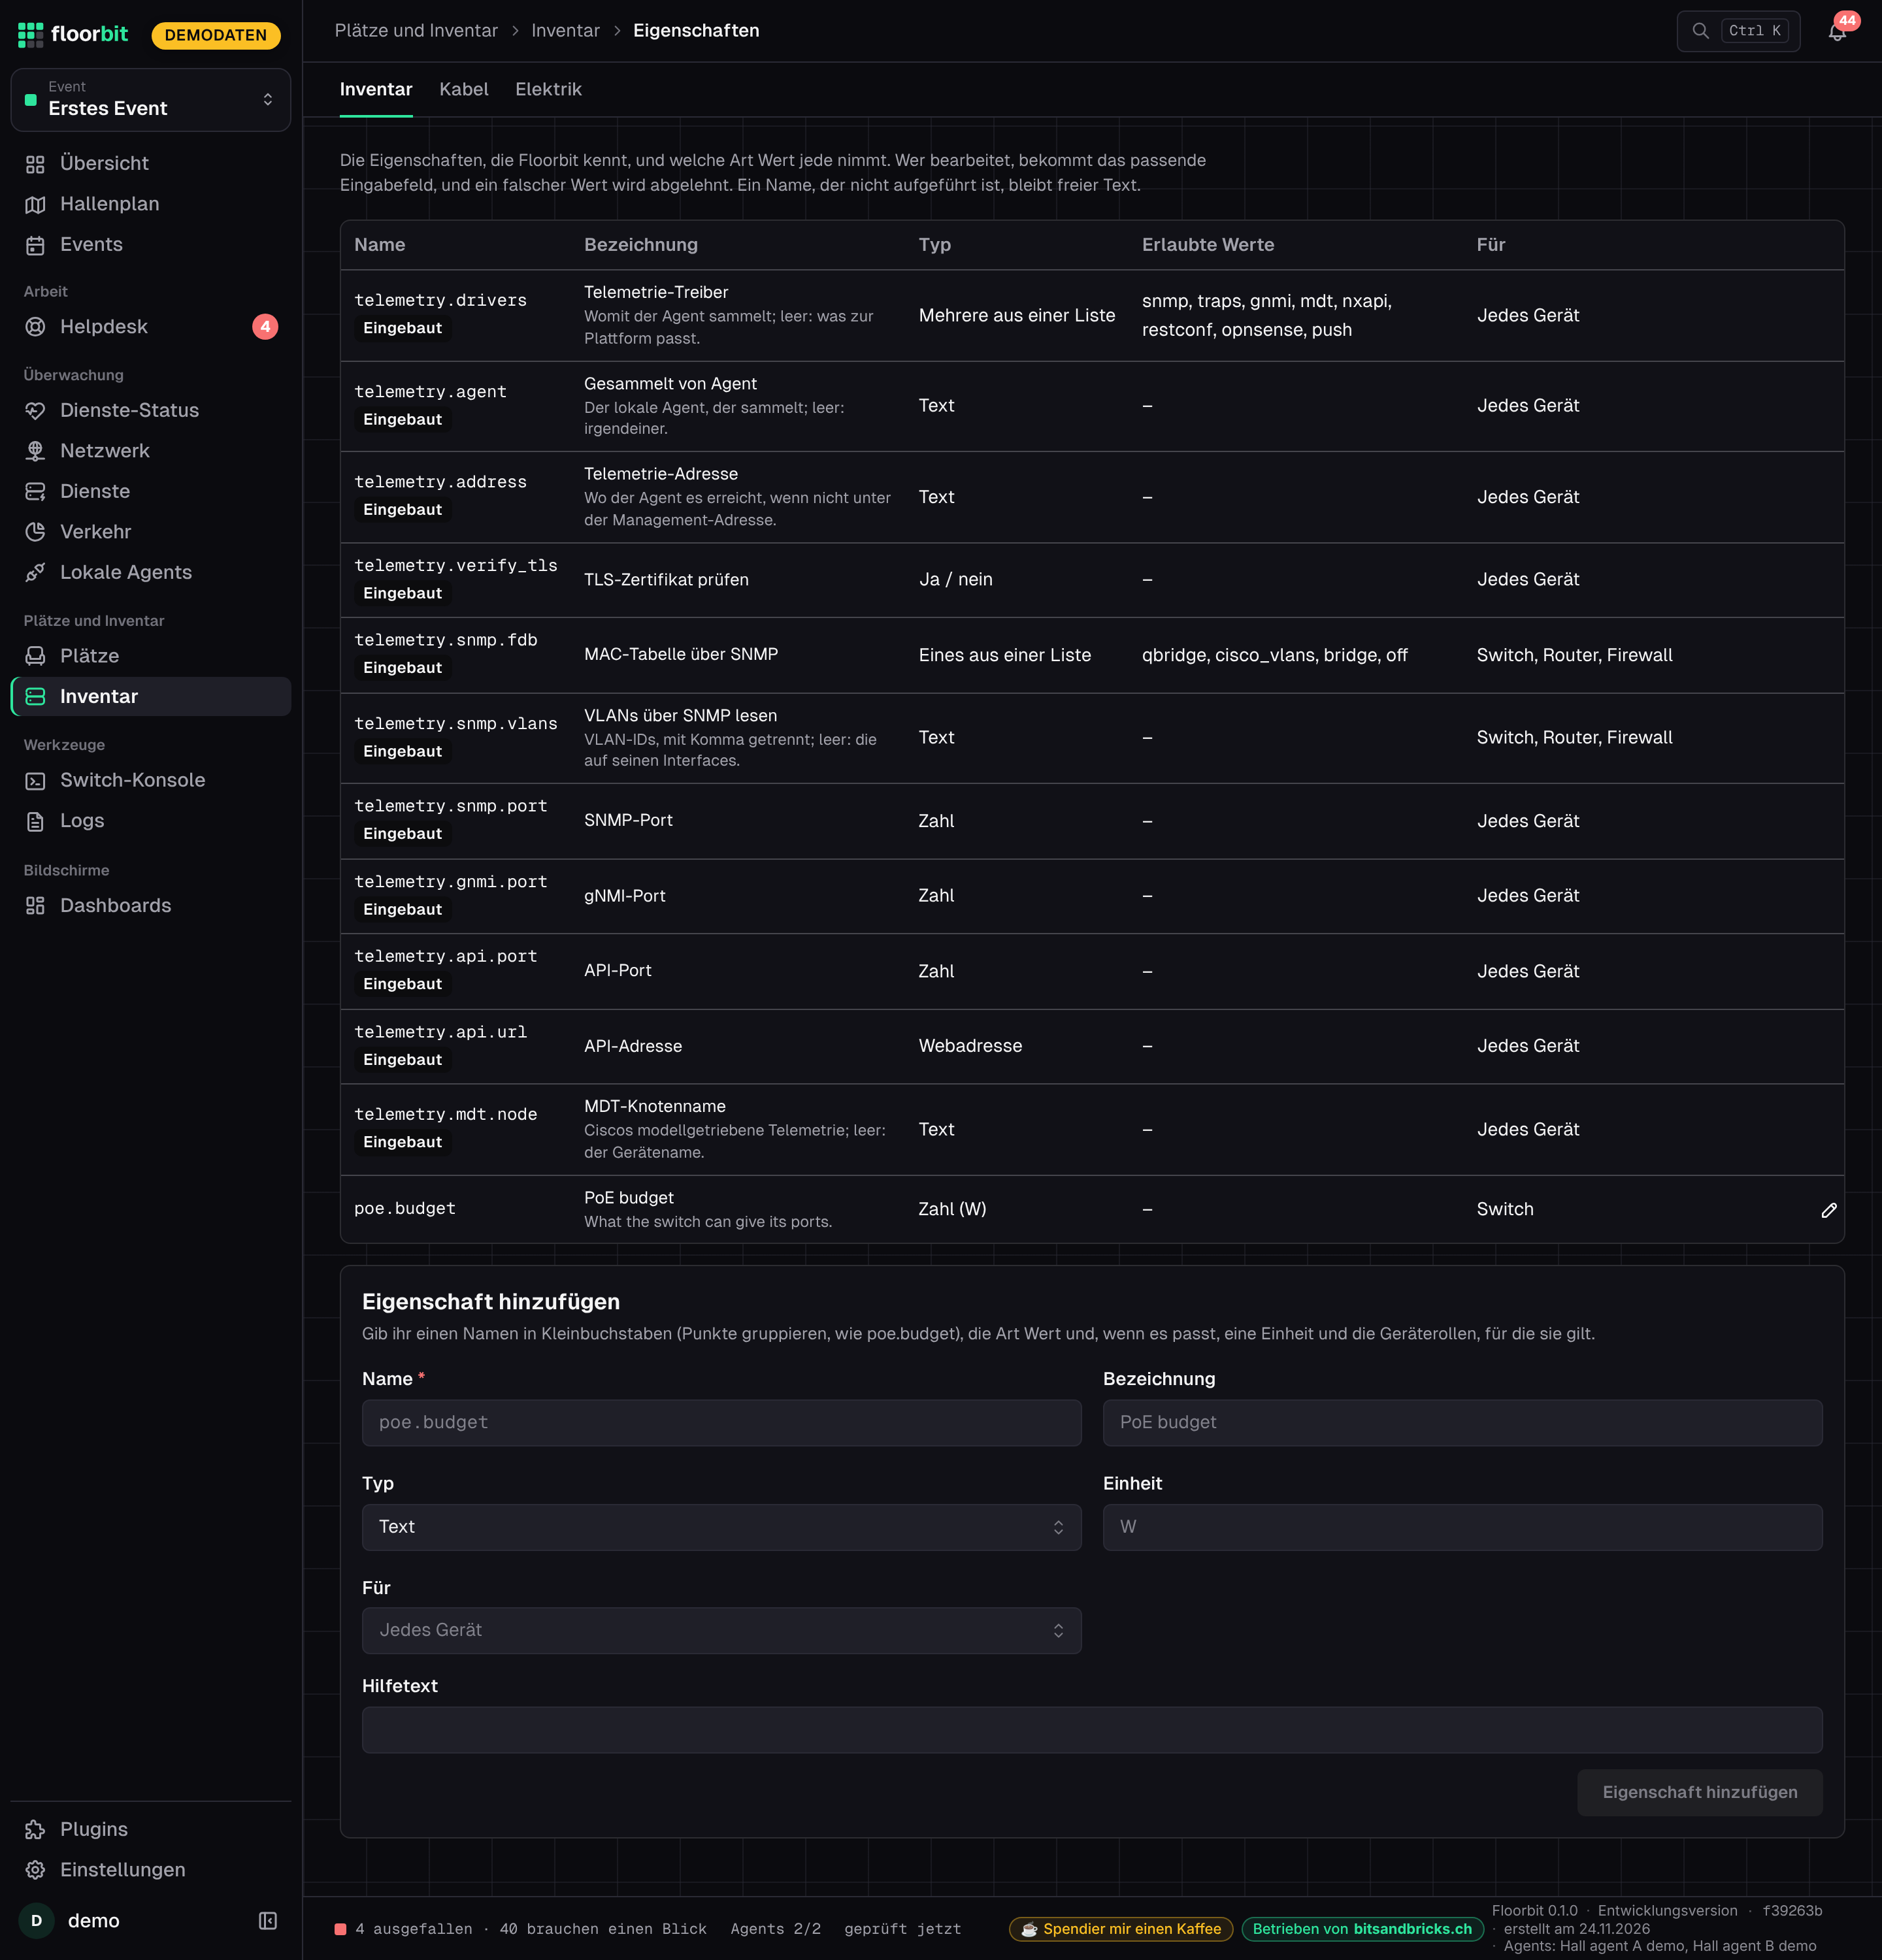 floorbit
DEMODATEN
Event
Erstes Event
Übersicht
Hallenplan
Events
Arbeit
Helpdesk
4
Überwachung
Dienste-Status
Netzwerk
Dienste
Verkehr
Lokale Agents
Plätze und Inventar
Plätze
Inventar
Werkzeuge
Switch-Konsole
Logs
Bildschirme
Dashboards
Plugins
Einstellungen
D
demo
Plätze und Inventar > Inventar > Eigenschaften
Ctrl K
44
Inventar
Kabel
Elektrik
Die Eigenschaften, die Floorbit kennt, und welche Art Wert jede nimmt. Wer bearbeitet, bekommt das passende
Eingabefeld, und ein falscher Wert wird abgelehnt. Ein Name, der nicht aufgeführt ist, bleibt freier Text.
Name
Bezeichnung
Typ
Erlaubte Werte
Für
telemetry.drivers
Eingebaut
Telemetrie-Treiber
Womit der Agent sammelt; leer: was zur
Plattform passt.
Mehrere aus einer Liste
snmp, traps, gnmi, mdt, nxapi,
restconf, opnsense, push
Jedes Gerät
telemetry.agent
Eingebaut
Gesammelt von Agent
Der lokale Agent, der sammelt; leer:
irgendeiner.
Text
–
Jedes Gerät
telemetry.address
Eingebaut
Telemetrie-Adresse
Wo der Agent es erreicht, wenn nicht unter
der Management-Adresse.
Text
–
Jedes Gerät
telemetry.verify_tls
Eingebaut
TLS-Zertifikat prüfen
Ja / nein
–
Jedes Gerät
telemetry.snmp.fdb
Eingebaut
MAC-Tabelle über SNMP
Eines aus einer Liste
qbridge, cisco_vlans, bridge, off
Switch, Router, Firewall
telemetry.snmp.vlans
Eingebaut
VLANs über SNMP lesen
VLAN-IDs, mit Komma getrennt; leer: die
auf seinen Interfaces.
Text
–
Switch, Router, Firewall
telemetry.snmp.port
Eingebaut
SNMP-Port
Zahl
–
Jedes Gerät
telemetry.gnmi.port
Eingebaut
gNMI-Port
Zahl
–
Jedes Gerät
telemetry.api.port
Eingebaut
API-Port
Zahl
–
Jedes Gerät
telemetry.api.url
Eingebaut
API-Adresse
Webadresse
–
Jedes Gerät
telemetry.mdt.node
Eingebaut
MDT-Knotenname
Ciscos modellgetriebene Telemetrie; leer:
der Gerätename.
Text
–
Jedes Gerät
poe.budget
PoE budget
What the switch can give its ports.
Zahl (W)
–
Switch
Eigenschaft hinzufügen
Gib ihr einen Namen in Kleinbuchstaben (Punkte gruppieren, wie poe.budget), die Art Wert und, wenn es passt, eine Einheit und die Geräterollen, für die sie gilt.
Name *
poe.budget
Bezeichnung
PoE budget
Typ
Text
Einheit
W
Für
Jedes Gerät
Hilfetext
Eigenschaft hinzufügen
4 ausgefallen · 40 brauchen einen Blick
Agents 2/2
geprüft jetzt
☕ Spendier mir einen Kaffee
Betrieben von bitsandbricks.ch
Floorbit 0.1.0 · Entwicklungsversion · f39263b
· erstellt am 24.11.2026
· Agents: Hall agent A demo, Hall agent B demo